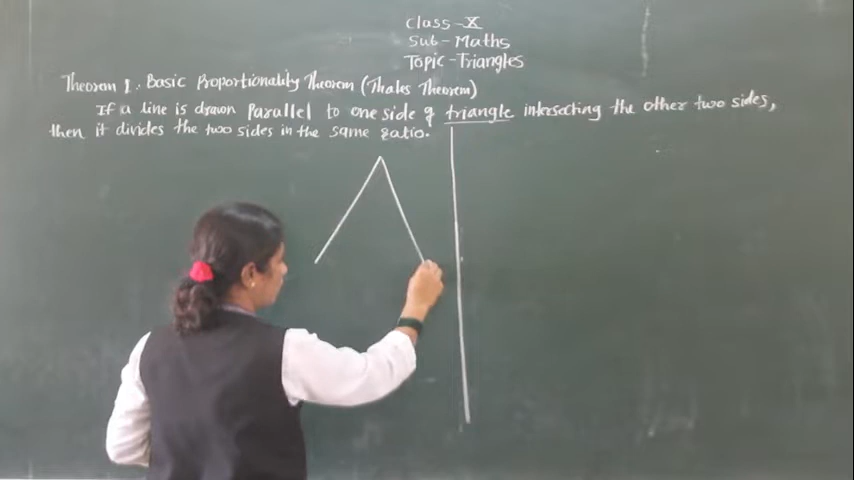 Class-X
Sub-Maths
Topic-Triangles
Theorem 1: Basic Proportionality Theorem (Thales Theorem)
If a line is drawn Parallel to one side of triangle intersecting the other two sides,
then it divides the two sides in the same ratio.